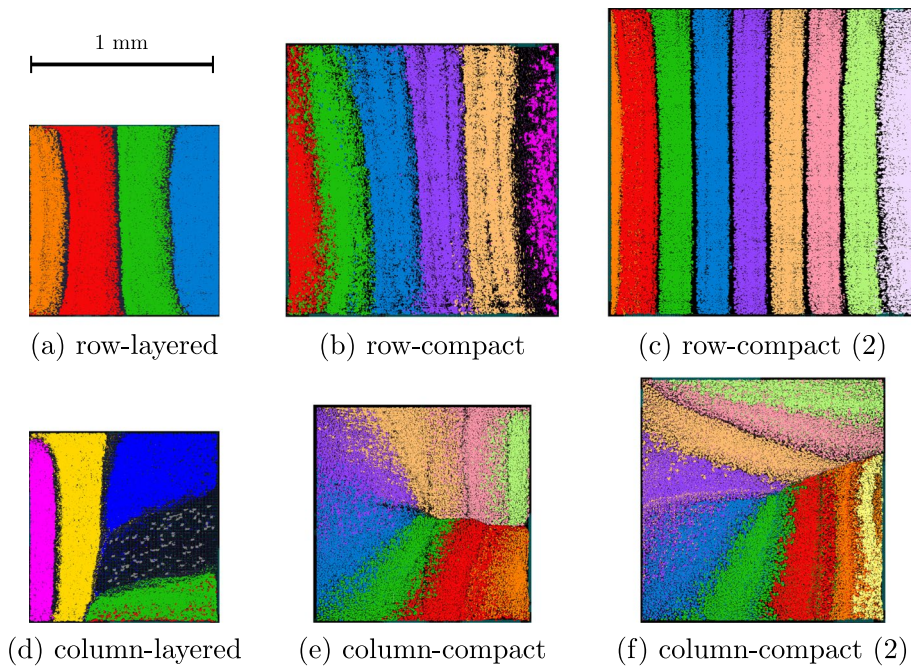 1 mm
(a) row-layered
(b) row-compact
(c) row-compact (2)
(d) column-layered
(e) column-compact
(f) column-compact (2)